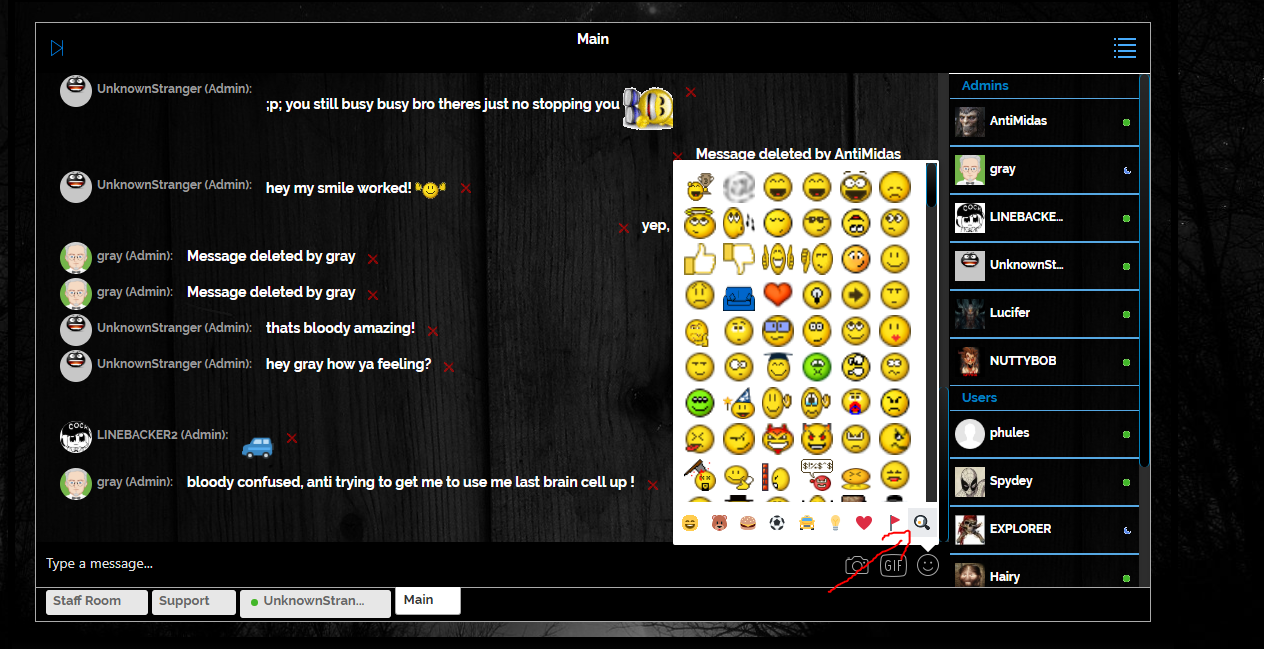 Main
UnknownStranger (Admin):
;p; you still busy busy bro theres just no stopping you
Message deleted by AntiMidas
UnknownStranger (Admin):
hey my smile worked!
yep,
gray (Admin):
Message deleted by gray
gray (Admin):
Message deleted by gray
UnknownStranger (Admin):
thats bloody amazing!
UnknownStranger (Admin):
hey gray how ya feeling?
LINEBACKER2 (Admin):
gray (Admin):
bloody confused, anti trying to get me to use me last brain cell up !
$!%$^$
Type a message...
GIF
Staff Room
Support
UnknownStran...
Main
Admins
AntiMidas
gray
LINEBACKE...
UnknownSt...
Lucifer
NUTTYBOB
Users
phules
Spydey
EXPLORER
Hairy